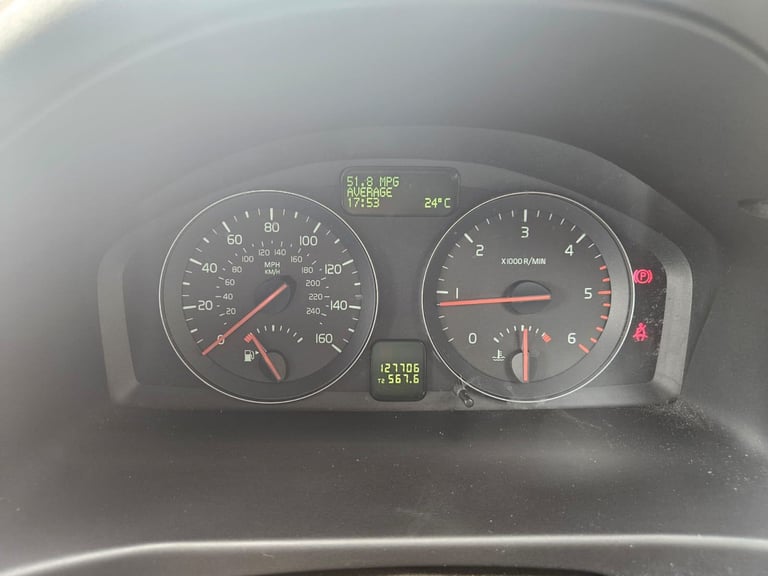 51.8 MPG
AVERAGE
17:53 24°C
0 20 40 60 80 100 120 140 160
20 40 60 80 100 120 140 160 180 200 220 240
MPH
KM/H
0 1 2 3 4 5 6
X1000 R/MIN
P
127706
T2 567.6